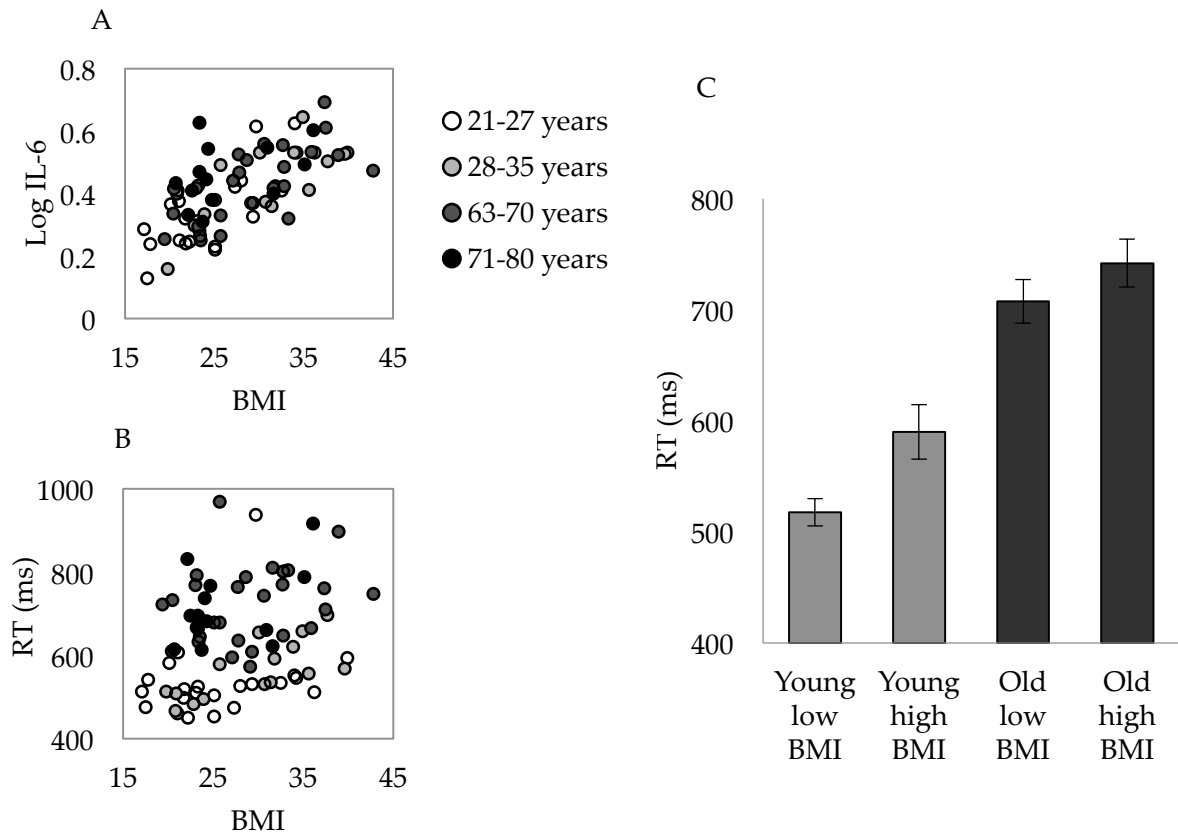 A
Log IL-6
0.8
0.6
0.4
0.2
0
15 25 35 45
BMI
21-27 years
28-35 years
63-70 years
71-80 years
B
RT (ms)
1000
800
600
400
15 25 35 45
BMI
C
RT (ms)
800
700
600
500
400
Young low BMI
Young high BMI
Old low BMI
Old high BMI